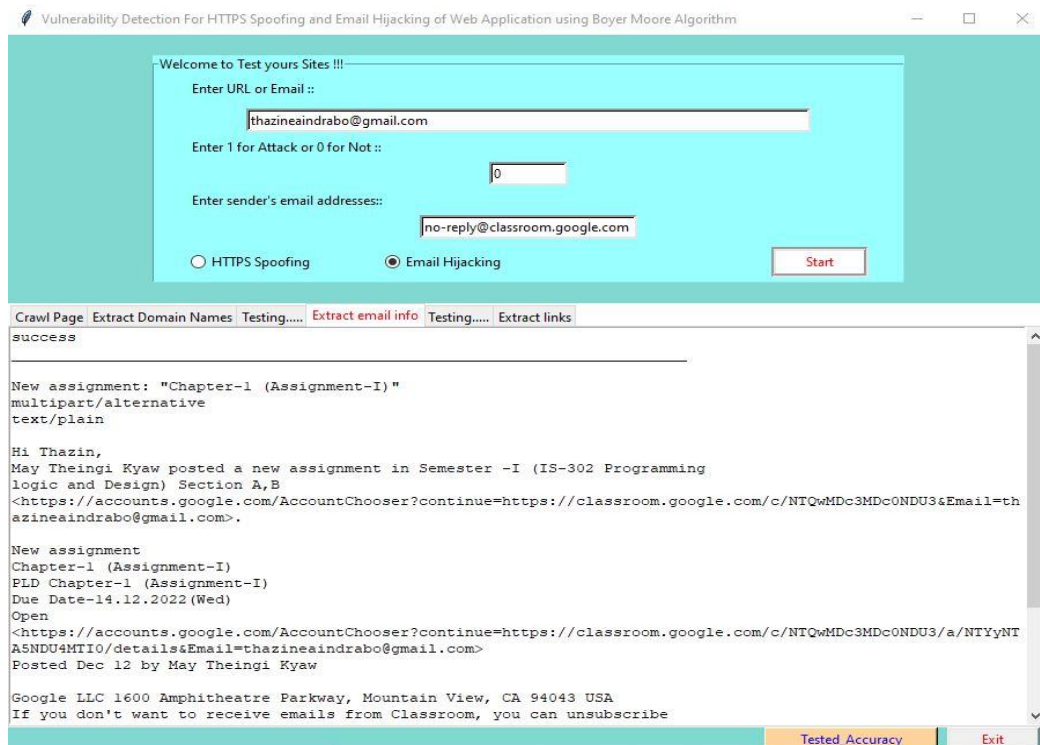 Vulnerability Detection For HTTPS Spoofing and Email Hijacking of Web Application using Boyer Moore Algorithm
Welcome to Test yours Sites !!!
Enter URL or Email ::
thazineaindrabo@gmail.com
Enter 1 for Attack or 0 for Not ::
0
Enter sender's email addresses::
no-reply@classroom.google.com
HTTPS Spoofing Email Hijacking Start
Crawl Page Extract Domain Names Testing..... Extract email info Testing..... Extract links
success
New assignment: "Chapter-1 (Assignment-I)"
multipart/alternative
text/plain
Hi Thazin,
May Theingi Kyaw posted a new assignment in Semester -I (IS-302 Programming
logic and Design) Section A,B
<https://accounts.google.com/AccountChooser?continue=https://classroom.google.com/c/NTQwMDc3MDc0NDU3&Email=th
azineaindrabo@gmail.com>.
New assignment
Chapter-1 (Assignment-I)
PLD Chapter-1 (Assignment-I)
Due Date-14.12.2022(Wed)
Open
<https://accounts.google.com/AccountChooser?continue=https://classroom.google.com/c/NTQwMDc3MDc0NDU3/a/NTYyNT
A5NDU4MTI0/details&Email=thazineaindrabo@gmail.com>
Posted Dec 12 by May Theingi Kyaw
Google LLC 1600 Amphitheatre Parkway, Mountain View, CA 94043 USA
If you don't want to receive emails from Classroom, you can unsubscribe
Tested Accuracy Exit